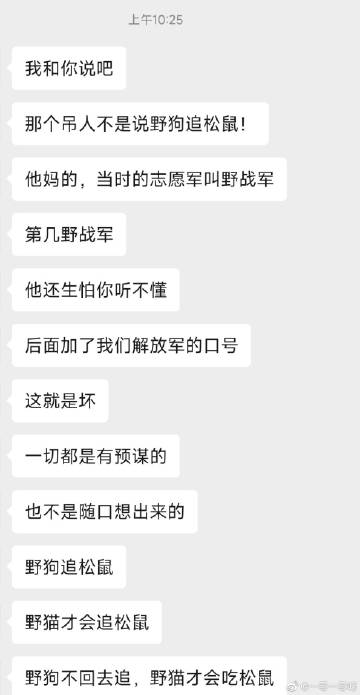 上午10:25
我和你说吧
那个吊人不是说野狗追松鼠！
他妈的，当时的志愿军叫野战军
第几野战军
他还生怕你听不懂
后面加了我们解放军的口号
这就是坏
一切都是有预谋的
也不是随口想出来的
野狗追松鼠
野猫才会追松鼠
野狗不回去追，野猫才会吃松鼠